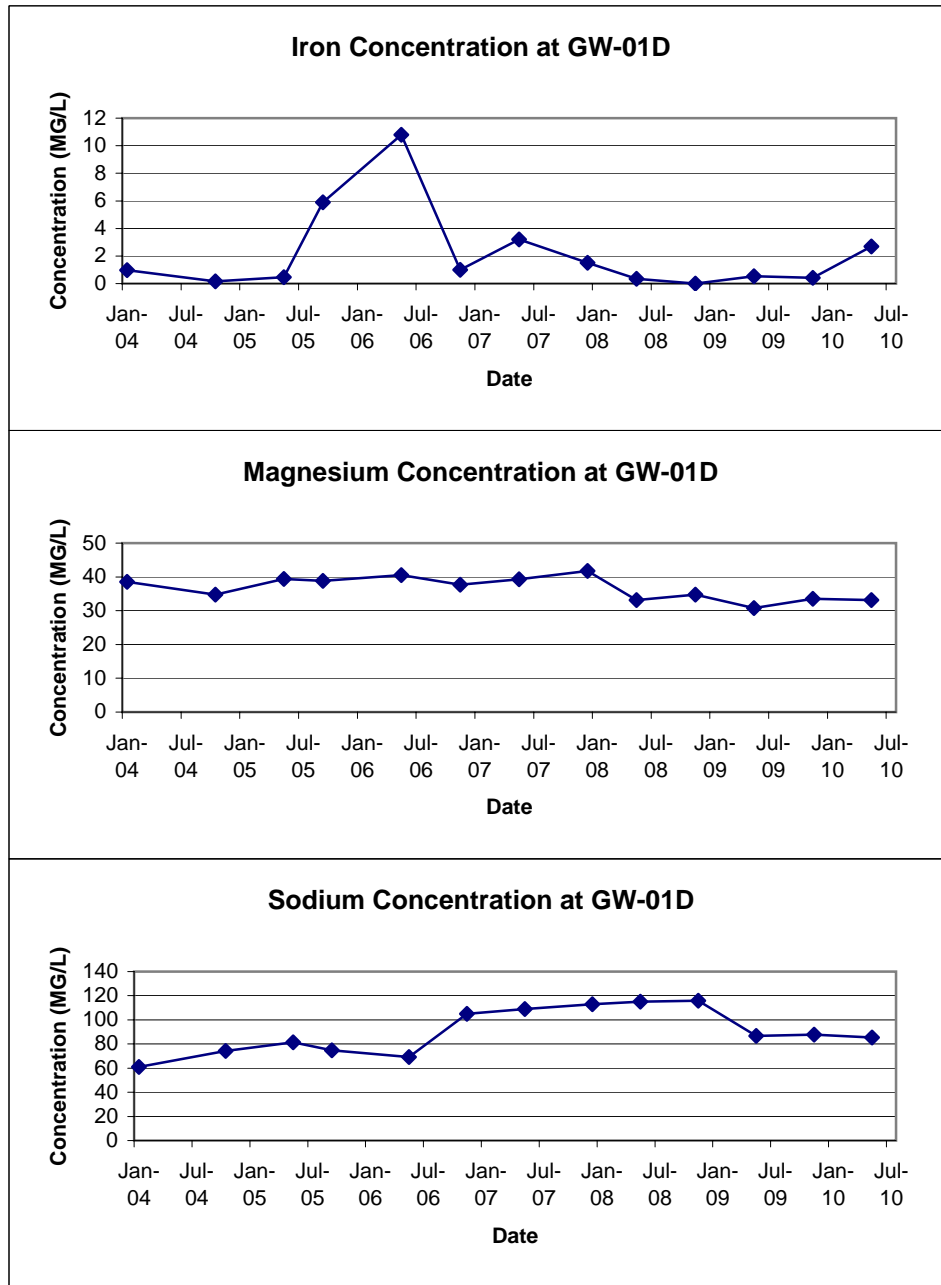 Iron Concentration at GW-01D
Concentration (MG/L)
12
10
8
6
4
2
0
Jan- Jul- Jan- Jul- Jan- Jul- Jan- Jul- Jan- Jul- Jan- Jul- Jan- Jul-
04 04 05 05 06 06 07 07 08 08 09 09 10 10
Date
Magnesium Concentration at GW-01D
Concentration (MG/L)
50
40
30
20
10
0
Jan- Jul- Jan- Jul- Jan- Jul- Jan- Jul- Jan- Jul- Jan- Jul- Jan- Jul-
04 04 05 05 06 06 07 07 08 08 09 09 10 10
Date
Sodium Concentration at GW-01D
Concentration (MG/L)
140
120
100
80
60
40
20
0
Jan- Jul- Jan- Jul- Jan- Jul- Jan- Jul- Jan- Jul- Jan- Jul- Jan- Jul-
04 04 05 05 06 06 07 07 08 08 09 09 10 10
Date